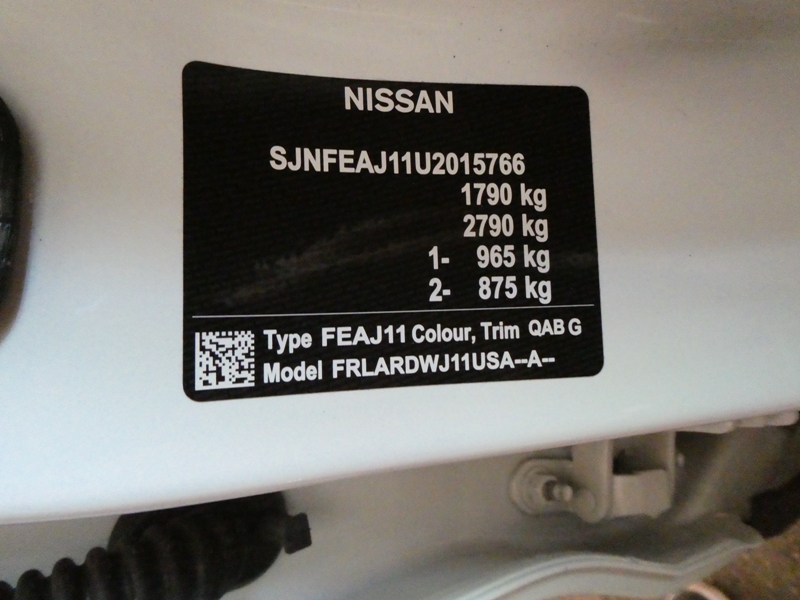 NISSAN
SJNFEAJ11U2015766
1790 kg
2790 kg
1- 965 kg
2- 875 kg
Type FEAJ11 Colour, Trim QAB G
Model FRLARDWJ11USA--A--